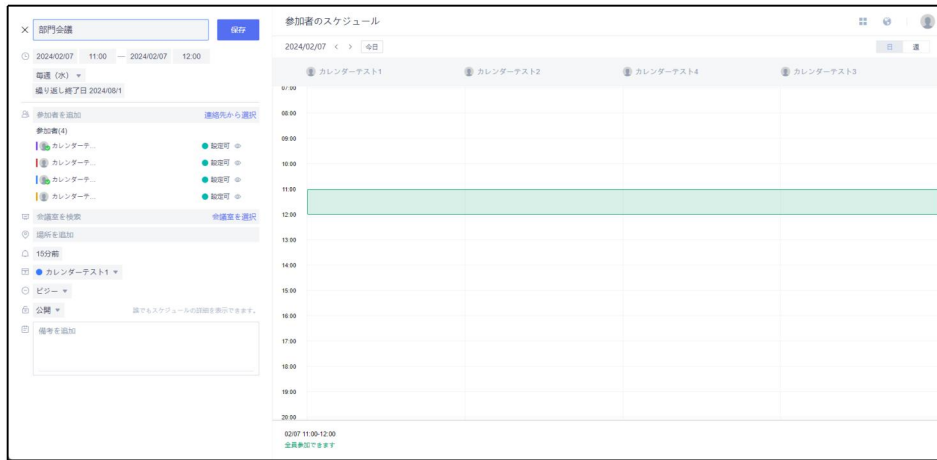 部門会議
保存
2024/02/07 11:00 — 2024/02/07 12:00
毎週 (水)
繰り返し終了日 2024/08/1
参加者を追加 連絡先から選択
参加者(4)
カレンダーテ... 設定可
カレンダーテ... 設定可
カレンダーテ... 設定可
カレンダーテ... 設定可
会議室を検索 会議室を選択
場所を追加
15分前
カレンダーテスト1
ビジー
公開 誰でもスケジュールの詳細を表示できます。
備考を追加
参加者のスケジュール
2024/02/07 < > 今日
日 週
カレンダーテスト1 カレンダーテスト2 カレンダーテスト4 カレンダーテスト3
07:00
08:00
09:00
10:00
11:00
12:00
13:00
14:00
15:00
16:00
17:00
18:00
19:00
20:00
02/07 11:00-12:00
全員参加できます